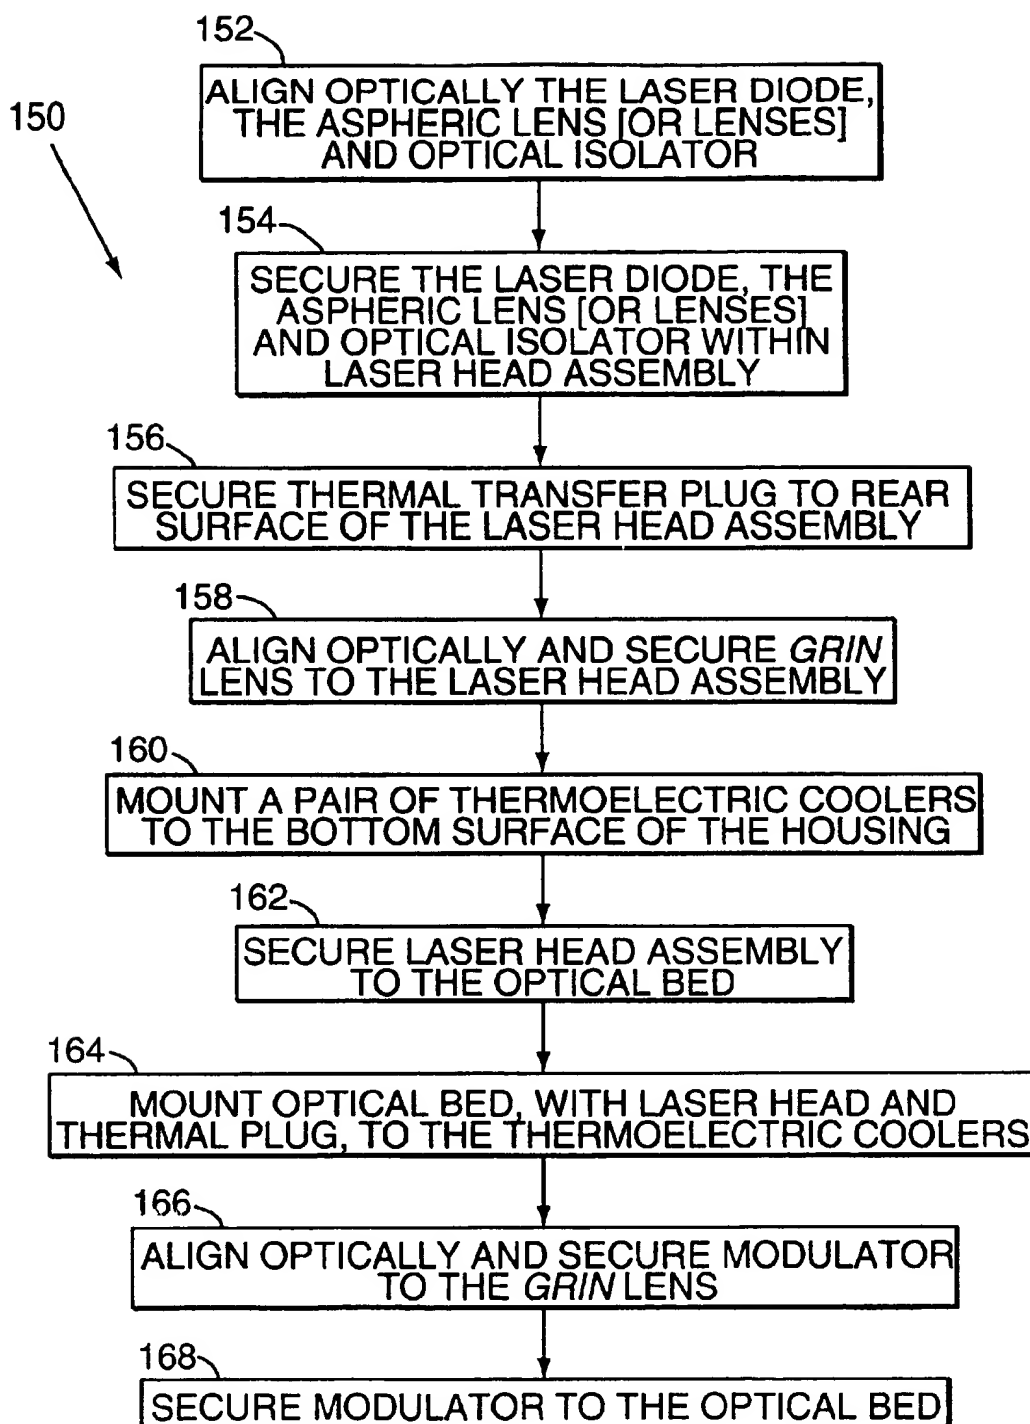 150
152
ALIGN OPTICALLY THE LASER DIODE,
THE ASPHERIC LENS [OR LENSES]
AND OPTICAL ISOLATOR
154
SECURE THE LASER DIODE, THE
ASPHERIC LENS [OR LENSES]
AND OPTICAL ISOLATOR WITHIN
LASER HEAD ASSEMBLY
156
SECURE THERMAL TRANSFER PLUG TO REAR
SURFACE OF THE LASER HEAD ASSEMBLY
158
ALIGN OPTICALLY AND SECURE GRIN
LENS TO THE LASER HEAD ASSEMBLY
160
MOUNT A PAIR OF THERMOELECTRIC COOLERS
TO THE BOTTOM SURFACE OF THE HOUSING
162
SECURE LASER HEAD ASSEMBLY
TO THE OPTICAL BED
164
MOUNT OPTICAL BED, WITH LASER HEAD AND
THERMAL PLUG, TO THE THERMOELECTRIC COOLERS
166
ALIGN OPTICALLY AND SECURE MODULATOR
TO THE GRIN LENS
168
SECURE MODULATOR TO THE OPTICAL BED